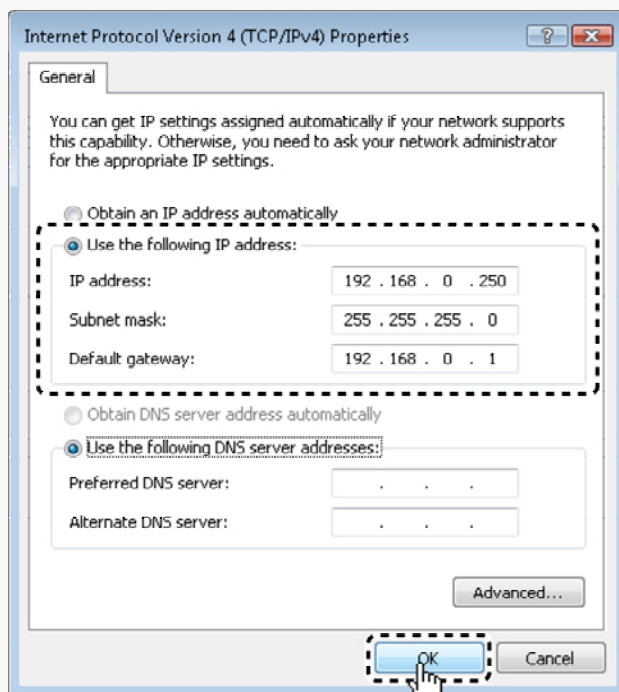 Internet Protocol Version 4 (TCP/IPv4) Properties
General
You can get IP settings assigned automatically if your network supports
this capability. Otherwise, you need to ask your network administrator
for the appropriate IP settings.
Obtain an IP address automatically
Use the following IP address:
IP address: 192 . 168 . 0 . 250
Subnet mask: 255 . 255 . 255 . 0
Default gateway: 192 . 168 . 0 . 1
Obtain DNS server address automatically
Use the following DNS server addresses:
Preferred DNS server: . . .
Alternate DNS server: . . .
Advanced...
OK Cancel